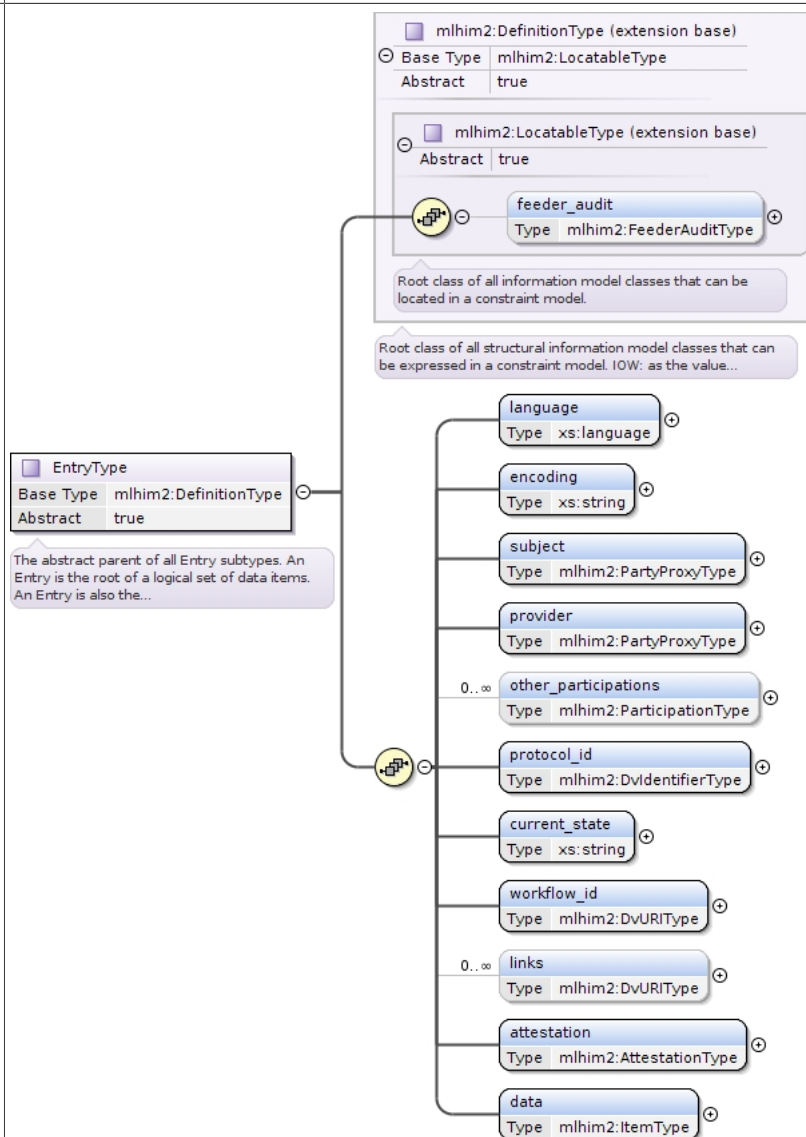 mlhim2:DefinitionType (extension base)
Base Type mlhim2:LocatableType
Abstract true
mlhim2:LocatableType (extension base)
Abstract true
feeder_audit
Type mlhim2:FeederAuditType
Root class of all information model classes that can be
located in a constraint model.
Root class of all structural information model classes that can
be expressed in a constraint model. IOW: as the value...
EntryType
Base Type mlhim2:DefinitionType
Abstract true
The abstract parent of all Entry subtypes. An
Entry is the root of a logical set of data items.
An Entry is also the...
language
Type xs:language
encoding
Type xs:string
subject
Type mlhim2:PartyProxyType
provider
Type mlhim2:PartyProxyType
0..∞ other_participations
Type mlhim2:ParticipationType
protocol_id
Type mlhim2:DvIdentifierType
current_state
Type xs:string
workflow_id
Type mlhim2:DvURIType
0..∞ links
Type mlhim2:DvURIType
attestation
Type mlhim2:AttestationType
data
Type mlhim2:ItemType